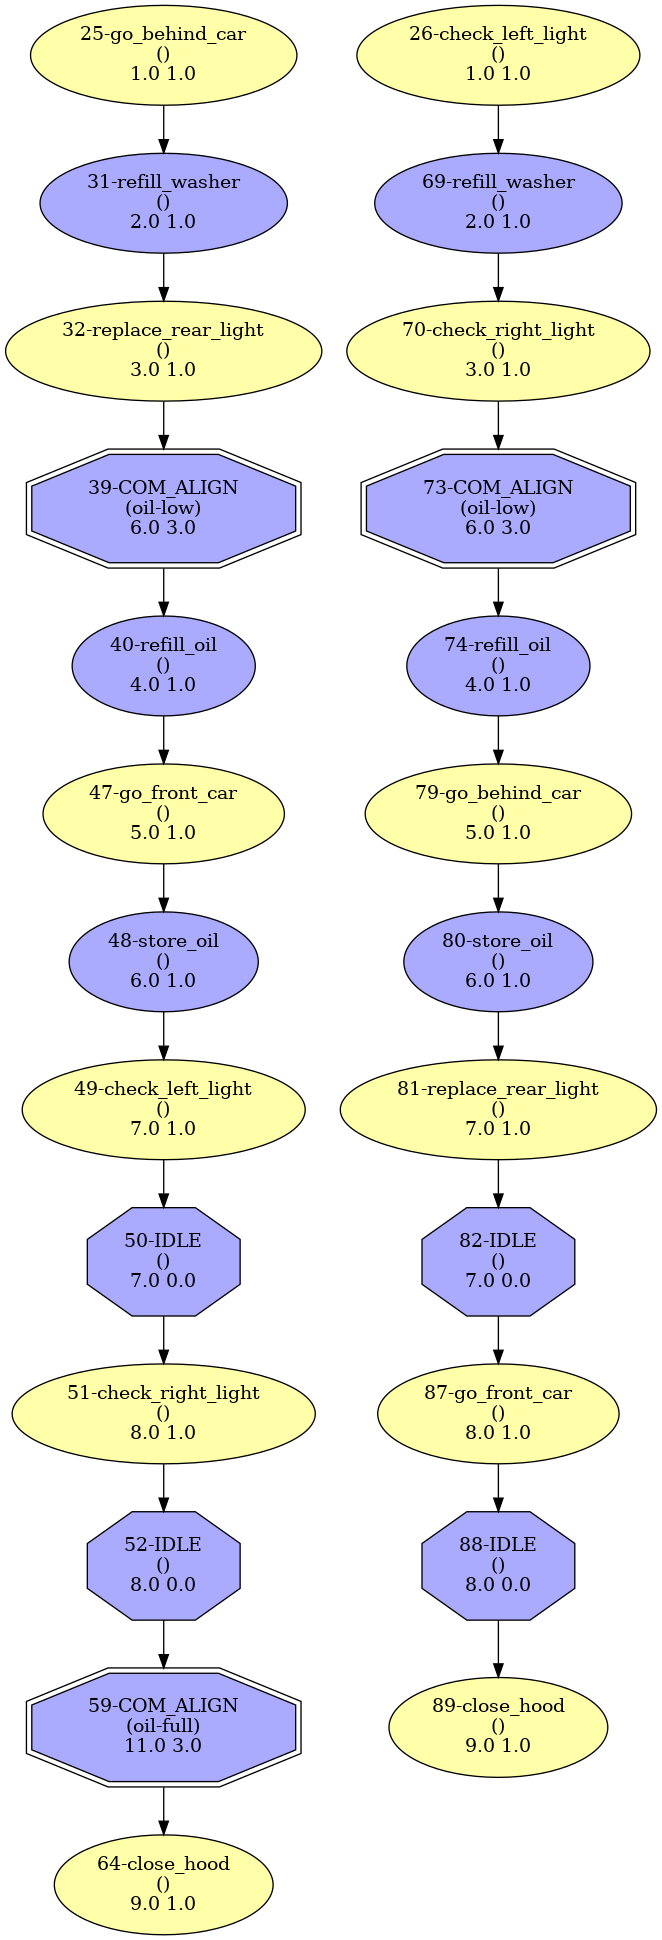 25-go_behind_car
()
1.0 1.0
31-refill_washer
()
2.0 1.0
32-replace_rear_light
()
3.0 1.0
39-COM_ALIGN
(oil-low)
6.0 3.0
40-refill_oil
()
4.0 1.0
47-go_front_car
()
5.0 1.0
48-store_oil
()
6.0 1.0
49-check_left_light
()
7.0 1.0
50-IDLE
()
7.0 0.0
51-check_right_light
()
8.0 1.0
52-IDLE
()
8.0 0.0
59-COM_ALIGN
(oil-full)
11.0 3.0
64-close_hood
()
9.0 1.0
26-check_left_light
()
1.0 1.0
69-refill_washer
()
2.0 1.0
70-check_right_light
()
3.0 1.0
73-COM_ALIGN
(oil-low)
6.0 3.0
74-refill_oil
()
4.0 1.0
79-go_behind_car
()
5.0 1.0
80-store_oil
()
6.0 1.0
81-replace_rear_light
()
7.0 1.0
82-IDLE
()
7.0 0.0
87-go_front_car
()
8.0 1.0
88-IDLE
()
8.0 0.0
89-close_hood
()
9.0 1.0